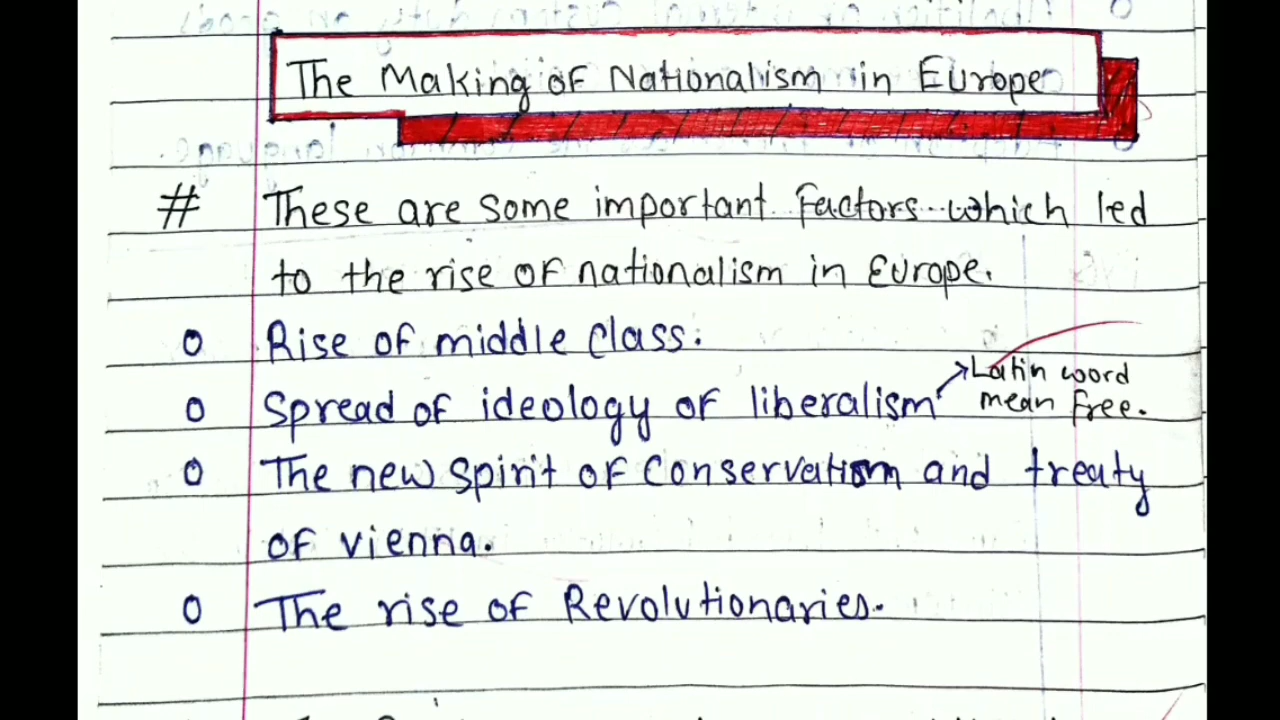 The Making of Nationalism in Europe
# These are some important factors which led
to the rise of nationalism in Europe.
o Rise of middle class.
o Spread of ideology of liberalism → Latin word
mean free.
o The new spirit of Conservatism and treaty
of vienna.
o The rise of Revolutionaries.